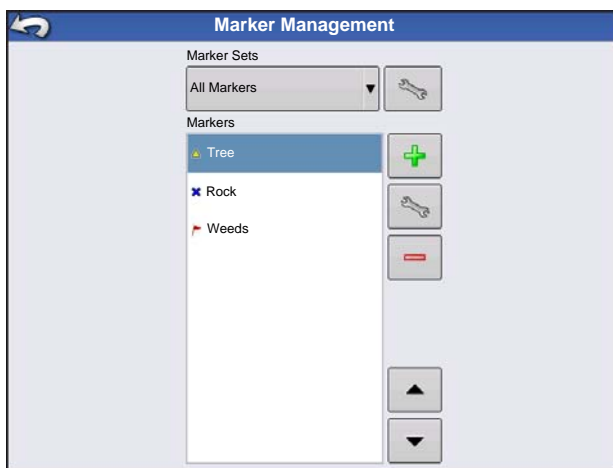 Marker Management
Marker Sets
All Markers
Markers
Tree
Rock
Weeds